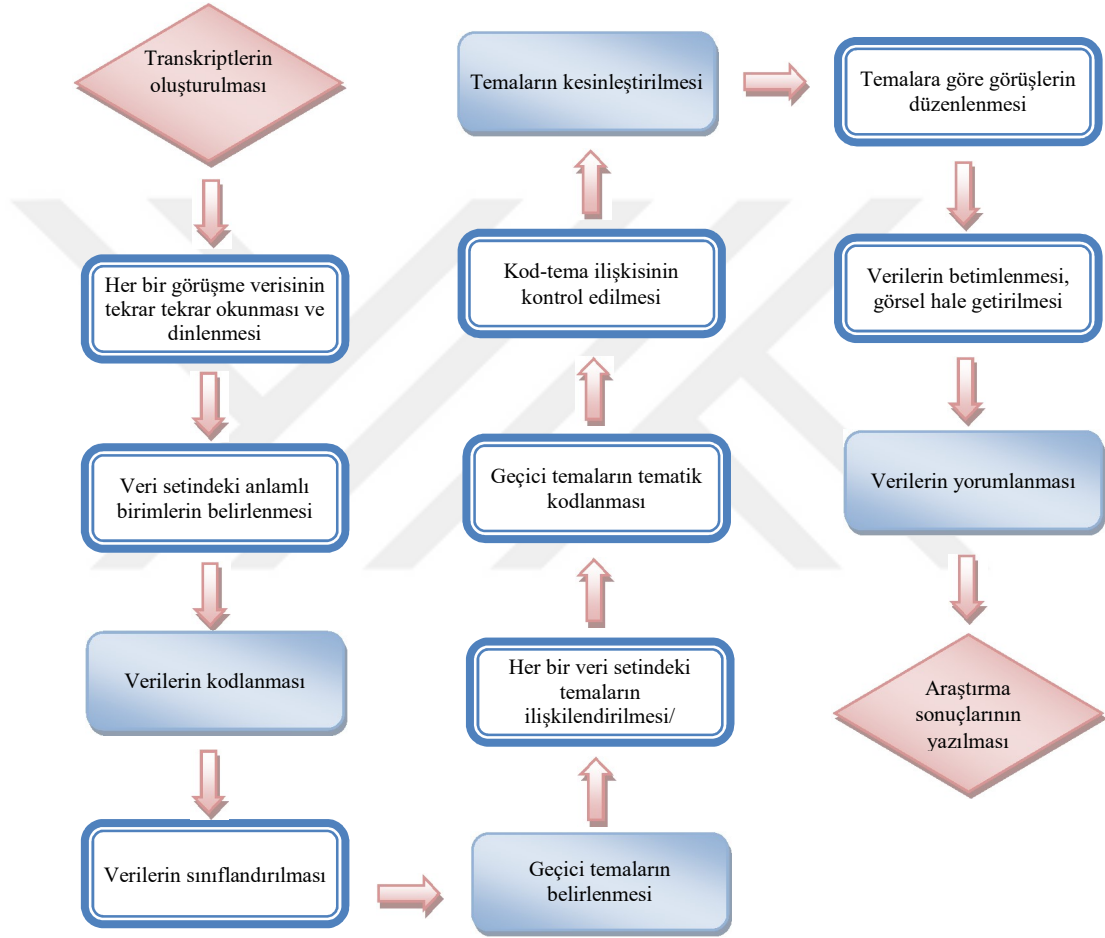 Transkriptlerin
oluşturulması
Her bir görüşme verisinin
tekrar tekrar okunması ve
dinlenmesi
Veri setindeki anlamlı
birimlerin belirlenmesi
Verilerin kodlanması
Verilerin sınıflandırılması
Geçici temaların
belirlenmesi
Her bir veri setindeki
temaların
ilişkilendirilmesi/
Geçici temaların tematik
kodlanması
Kod-tema ilişkisinin
kontrol edilmesi
Temaların kesinleştirilmesi
Temalara göre görüşlerin
düzenlenmesi
Verilerin betimlenmesi,
görsel hale getirilmesi
Verilerin yorumlanması
Araştırma
sonuçlarının
yazılması